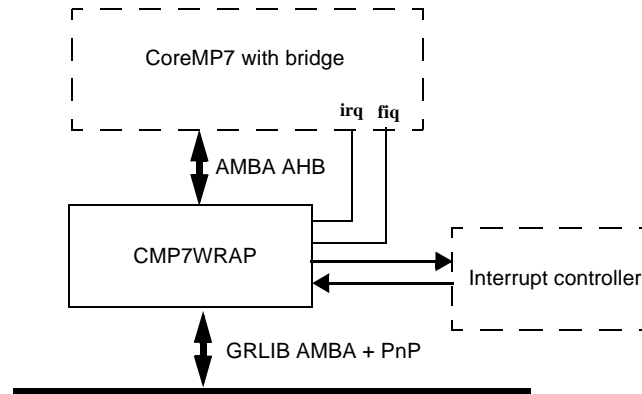 CoreMP7 with bridge
irq fiq
AMBA AHB
CMP7WRAP
Interrupt controller
GRLIB AMBA + PnP